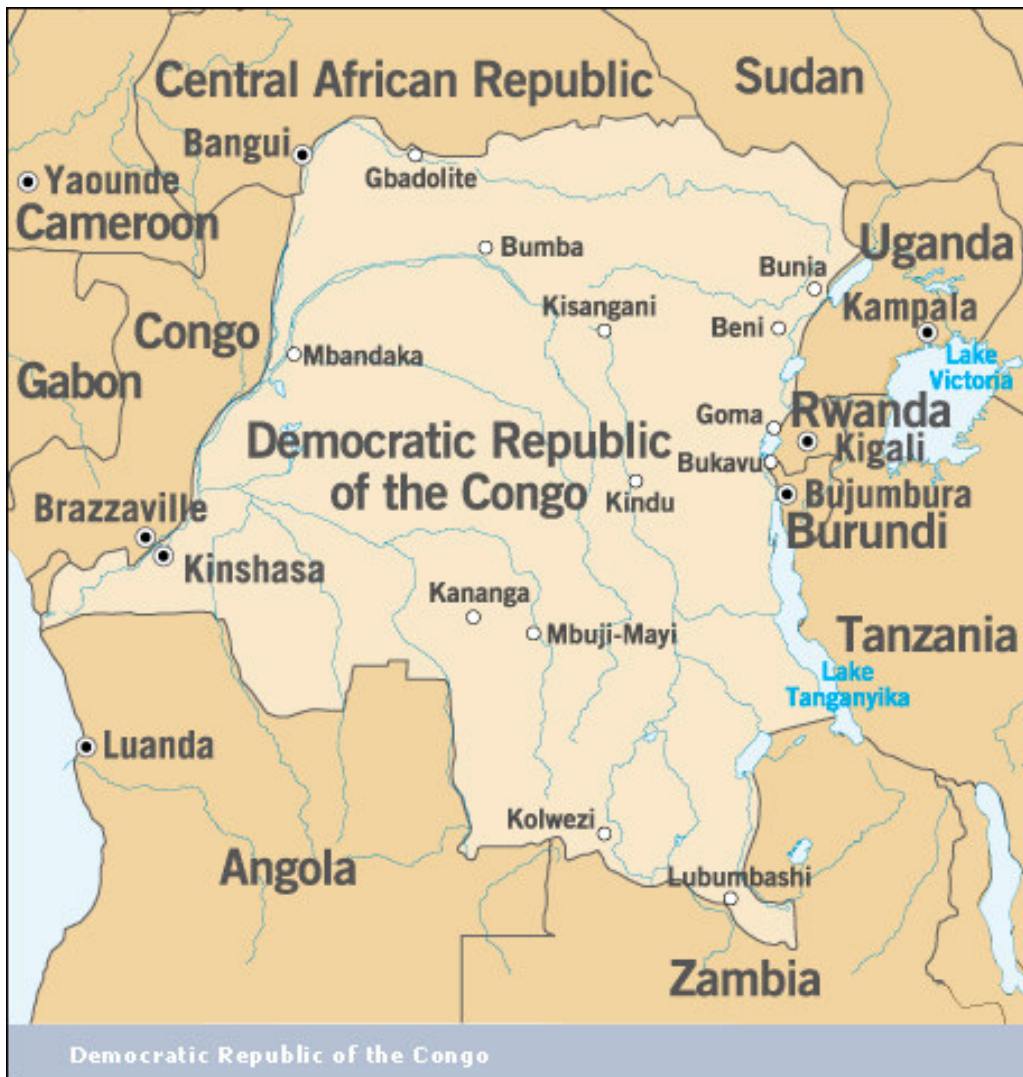 Central African Republic
Sudan
Bangui
Gbadolite
Yaounde
Cameroon
Uganda
Bumba
Bunia
Kisangani
Beni
Kampala
Congo
Mbandaka
Lake
Victoria
Gabon
Goma
Rwanda
Democratic Republic
of the Congo
Kigali
Bukavu
Kindu
Bujumbura
Burundi
Brazzaville
Kinshasa
Kananga
Mbuji-Mayi
Tanzania
Lake
Tanganyika
Luanda
Kolwezi
Angola
Lubumbashi
Zambia
Democratic Republic of the Congo